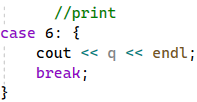 //print
case 6: {
cout << q << endl;
break;
}